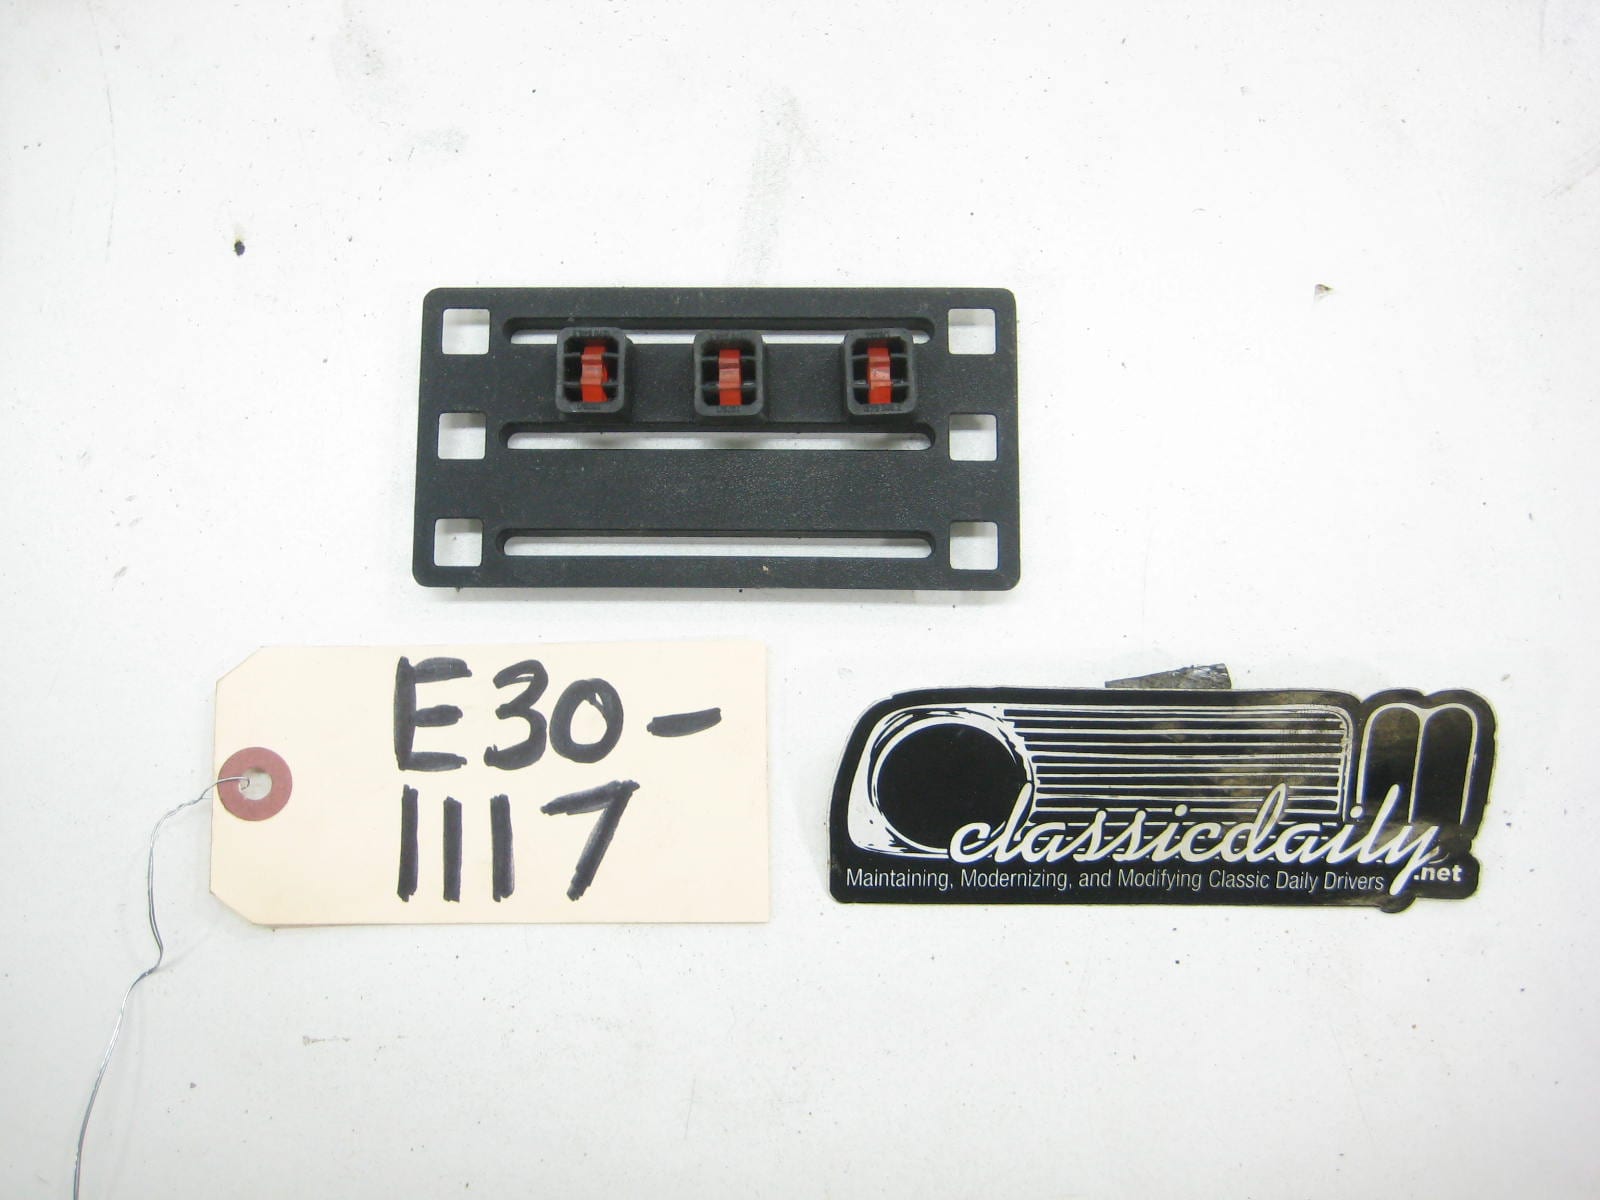 E30-
1117
classicdaily
.net
Maintaining, Modernizing, and Modifying Classic Daily Drivers